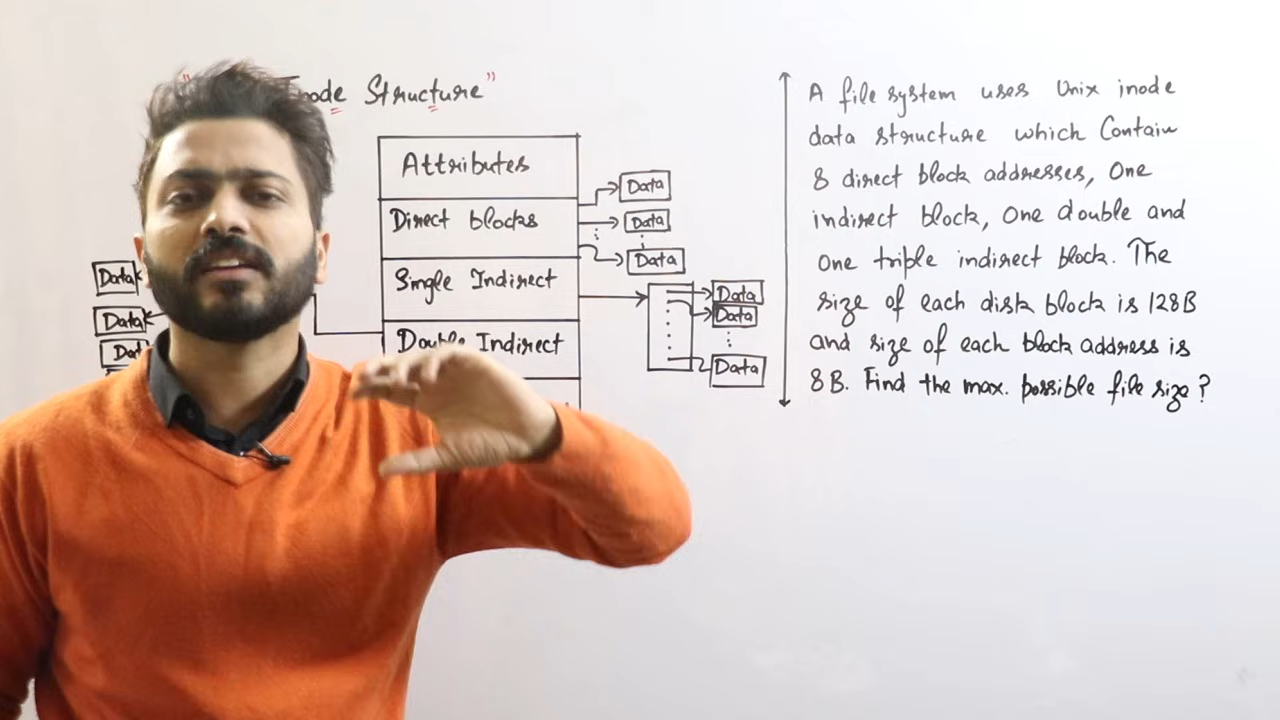 node Structure"
Attributes
Direct blocks
Single Indirect
Double Indirect
Data
Data
Data
Data
Data
Data
Data
Data
A file system uses Unix inode
data structure which Contain
8 direct block addresses, One
indirect block, One double and
One triple indirect block. The
size of each disk block is 128B
and size of each block address is
8B. Find the max. possible file size?